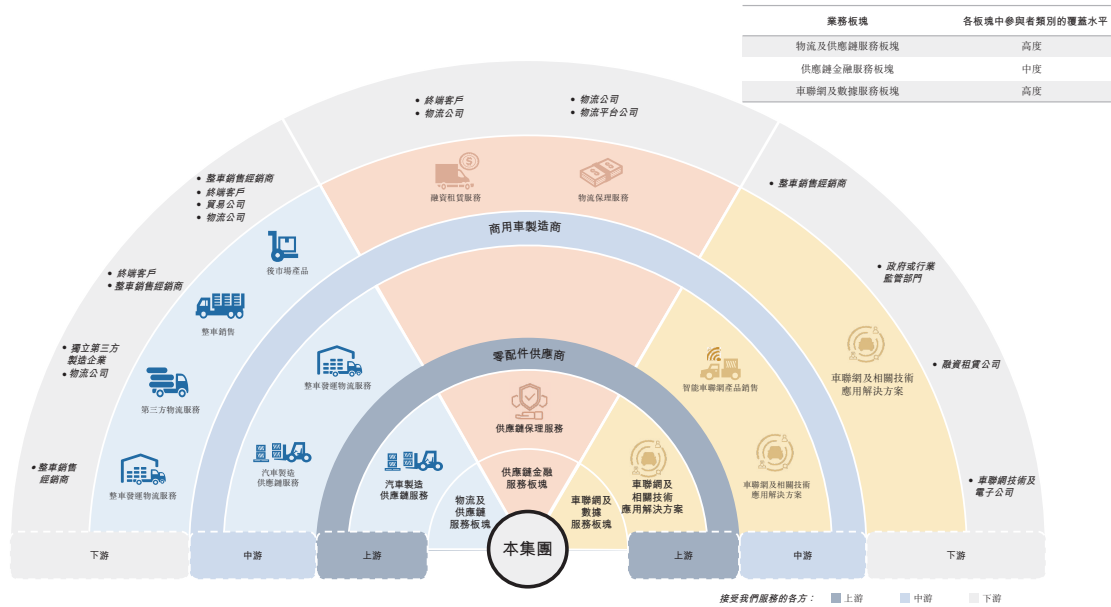 業務板塊 各板塊中參與者類別的覆蓋水平
物流及供應鏈服務板塊 高度
供應鏈金融服務板塊 中度
車聯網及數據服務板塊 高度
• 終端客戶
• 物流公司
• 物流公司
• 物流平台公司
• 整車銷售經銷商
• 終端客戶
• 貿易公司
• 物流公司
• 終端客戶
• 整車銷售經銷商
• 獨立第三方
製造企業
• 物流公司
• 整車銷售
經銷商
• 整車銷售經銷商
• 政府或行業
監管部門
• 融資租賃公司
• 車聯網技術及
電子公司
融資租賃服務
物流保理服務
後市場產品
整車銷售
第三方物流服務
整車發運物流服務
車聯網及相關技術
應用解決方案
商用車製造商
整車發運物流服務
汽車製造
供應鏈服務
智能車聯網產品銷售
車聯網及相關技術
應用解決方案
零配件供應商
供應鏈保理服務
汽車製造
供應鏈服務
車聯網及
相關技術
應用解決方案
供應鏈金融
服務板塊
物流及
供應鏈
服務板塊
車聯網及
數據
服務板塊
本集團
下游 中游 上游 上游 中游 下游
接受我們服務的各方： 上游 中游 下游